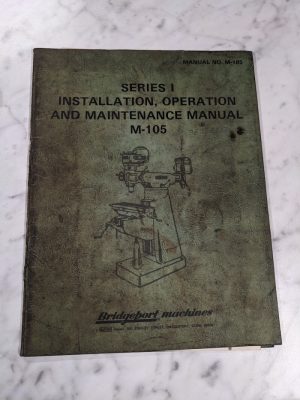 MANUAL NO. M-105
SERIES I
INSTALLATION, OPERATION
AND MAINTENANCE MANUAL
M-105
Bridgeport machines